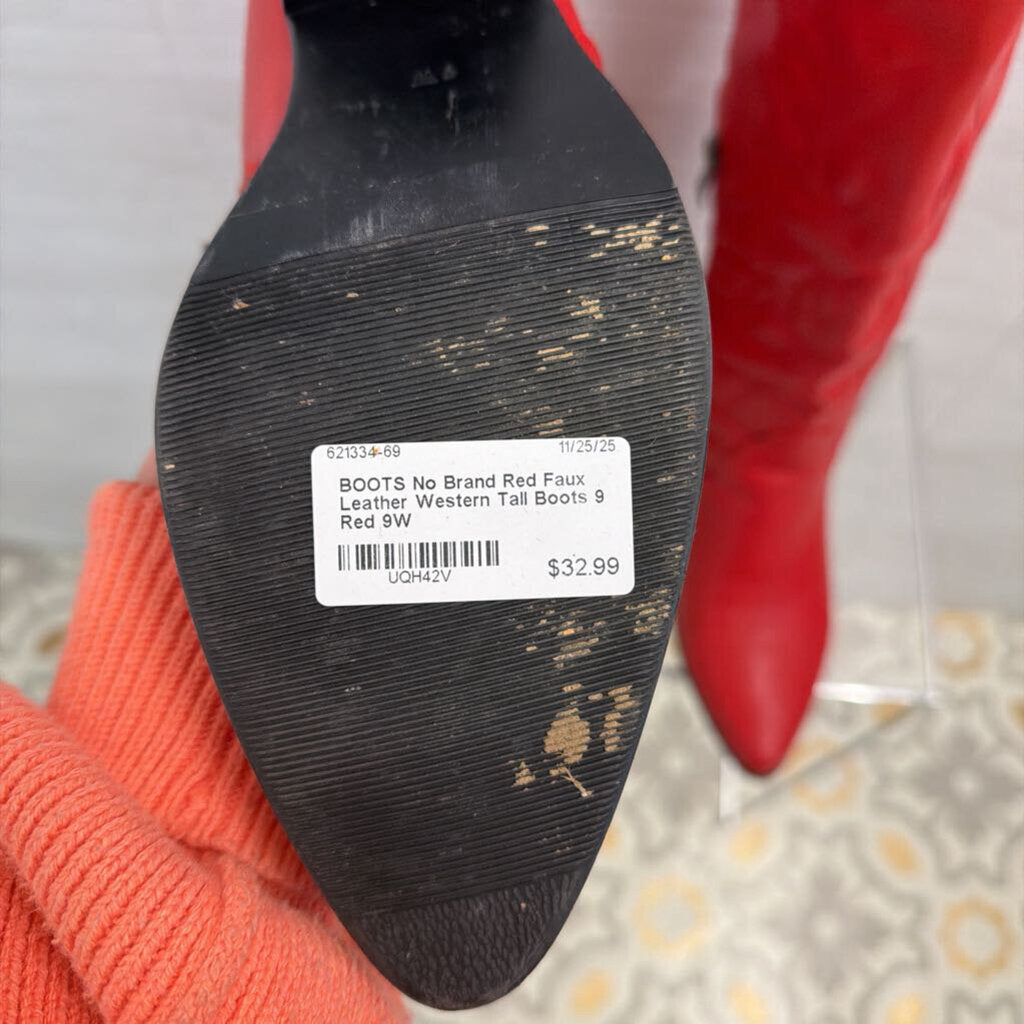 621334-69 11/25/25
BOOTS No Brand Red Faux
Leather Western Tall Boots 9
Red 9W
UQH42V $32.99